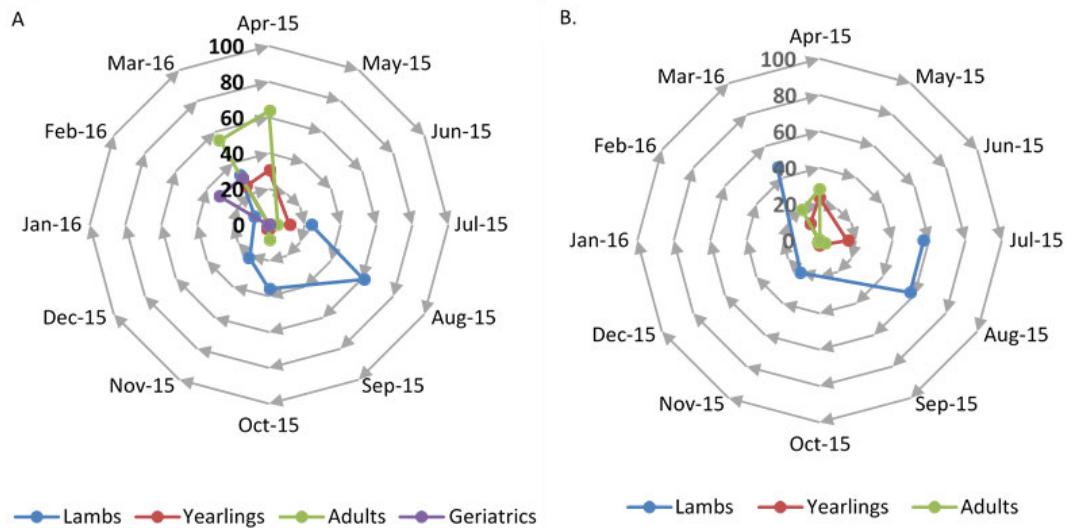 A
Apr-15
May-15
Jun-15
Jul-15
Aug-15
Sep-15
Oct-15
Nov-15
Dec-15
Jan-16
Feb-16
Mar-16
100
80
60
40
20
0
Lambs Yearlings Adults Geriatrics
B.
Apr-15
May-15
Jun-15
Jul-15
Aug-15
Sep-15
Oct-15
Nov-15
Dec-15
Jan-16
Feb-16
Mar-16
100
80
60
40
20
0
Lambs Yearlings Adults